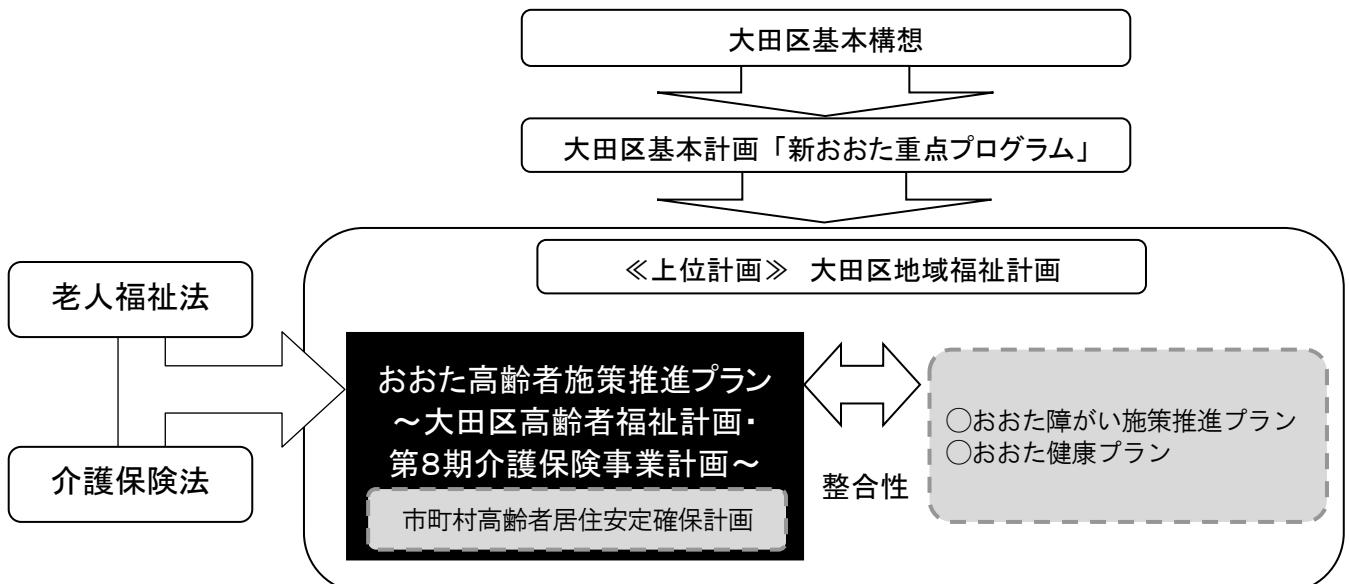 大田区基本構想
大田区基本計画「新おおた重点プログラム」
≪上位計画≫ 大田区地域福祉計画
老人福祉法
介護保険法
おおた高齢者施策推進プラン
~大田区高齢者福祉計画・
第8期介護保険事業計画~
市町村高齢者居住安定確保計画
整合性
○おおた障がい施策推進プラン
○おおた健康プラン